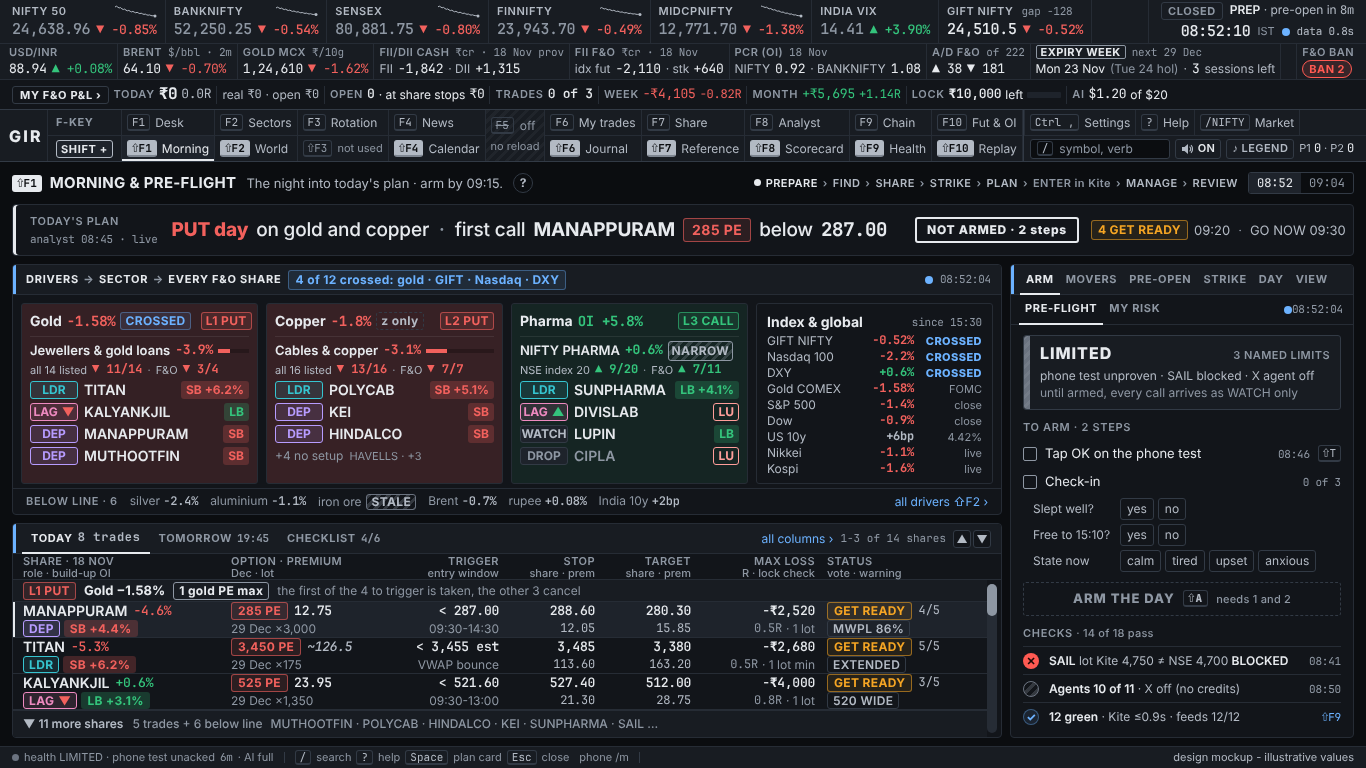 NIFTY 50 BANKNIFTY SENSEX FINNIFTY MIDCPNIFTY INDIA VIX GIFT NIFTY gap -128 CLOSED PREP · pre-open in 8m
24,638.96 ▼ -0.85% 52,250.25 ▼ -0.54% 80,881.75 ▼ -0.80% 23,943.70 ▼ -0.49% 12,771.70 ▼ -1.38% 14.41 ▲ +3.90% 24,510.5 ▼ -0.52% 08:52:10 IST ● data 0.8s
USD/INR BRENT $/bbl · 2m GOLD MCX ₹/10g FII/DII CASH ₹cr · 18 Nov prov FII F&O ₹cr · 18 Nov PCR (OI) 18 Nov A/D F&O of 222 EXPIRY WEEK next 29 Dec F&O BAN
88.94 ▲ +0.08% 64.10 ▼ -0.70% 1,24,610 ▼ -1.62% FII -1,842 · DII +1,315 idx fut -2,110 · stk +640 NIFTY 0.92 · BANKNIFTY 1.08 ▲ 38 ▼ 181 Mon 23 Nov (Tue 24 hol) · 3 sessions left BAN 2
MY F&O P&L › TODAY ₹0 0.0R real ₹0 · open ₹0 OPEN 0 · at share stops ₹0 TRADES 0 of 3 WEEK -₹4,105 -0.82R MONTH +₹5,695 +1.14R LOCK ₹10,000 left AI $1.20 of $20
GIR F-KEY F1 Desk F2 Sectors F3 Rotation F4 News F5 off F6 My trades F7 Share F8 Analyst F9 Chain F10 Fut & OI Ctrl , Settings ? Help /NIFTY Market
SHIFT + ⇧F1 Morning ⇧F2 World ⇧F3 not used ⇧F4 Calendar no reload ⇧F6 Journal ⇧F7 Reference ⇧F8 Scorecard ⇧F9 Health ⇧F10 Replay / symbol, verb ON ♪ LEGEND P1 0 · P2 0
⇧F1 MORNING & PRE-FLIGHT The night into today's plan · arm by 09:15. ? ● PREPARE › FIND › SHARE › STRIKE › PLAN › ENTER in Kite › MANAGE › REVIEW 08:52 09:04
TODAY'S PLAN
analyst 08:45 · live
PUT day on gold and copper · first call MANAPPURAM 285 PE below 287.00 NOT ARMED · 2 steps 4 GET READY 09:20 · GO NOW 09:30
DRIVERS → SECTOR → EVERY F&O SHARE 4 of 12 crossed: gold · GIFT · Nasdaq · DXY ● 08:52:04
Gold -1.58% CROSSED L1 PUT
Jewellers & gold loans -3.9%
all 14 listed ▼ 11/14 · F&O ▼ 3/4
LDR TITAN SB +6.2%
LAG ▼ KALYANKJIL LB
DEP MANAPPURAM SB
DEP MUTHOOTFIN SB
Copper -1.8% z only L2 PUT
Cables & copper -3.1%
all 16 listed ▼ 13/16 · F&O ▼ 7/7
LDR POLYCAB SB +5.1%
DEP KEI SB
DEP HINDALCO SB
+4 no setup HAVELLS · +3
Pharma OI +5.8% L3 CALL
NIFTY PHARMA +0.6% NARROW
NSE index 20 ▲ 9/20 · F&O ▲ 7/11
LDR SUNPHARMA LB +4.1%
LAG ▲ DIVISLAB LU
WATCH LUPIN LB
DROP CIPLA LU
Index & global since 15:30
GIFT NIFTY -0.52% CROSSED
Nasdaq 100 -2.2% CROSSED
DXY +0.6% CROSSED
Gold COMEX -1.58% FOMC
S&P 500 -1.4% close
Dow -0.9% close
US 10y +6bp 4.42%
Nikkei -1.1% live
Kospi -1.6% live
BELOW LINE · 6 silver -2.4% aluminium -1.1% iron ore STALE Brent -0.7% rupee +0.08% India 10y +2bp all drivers ⇧F2 ›
TODAY 8 trades TOMORROW 19:45 CHECKLIST 4/6 all columns › 1-3 of 14 shares ▲ ▼
SHARE · 18 NOV OPTION · PREMIUM TRIGGER STOP TARGET MAX LOSS STATUS
role · build-up OI Dec · lot entry window share · prem share · prem R · lock check vote · warning
L1 PUT Gold −1.58% 1 gold PE max the first of the 4 to trigger is taken, the other 3 cancel
MANAPPURAM -4.6% 285 PE 12.75 < 287.00 288.60 280.30 -₹2,520 GET READY 4/5
DEP SB +4.4% 29 Dec ×3,000 09:30-14:30 12.05 15.85 0.5R · 1 lot MWPL 86%
TITAN -5.3% 3,450 PE ~126.5 < 3,455 est 3,485 3,380 -₹2,680 GET READY 5/5
LDR SB +6.2% 29 Dec ×175 VWAP bounce 113.60 163.20 0.5R · 1 lot min EXTENDED
KALYANKJIL +0.6% 525 PE 23.95 < 521.60 527.40 512.00 -₹4,000 GET READY 3/5
LAG ▼ LB +3.1% 29 Dec ×1,350 09:30-13:00 21.30 28.75 0.8R · 1 lot 520 WIDE
▼ 11 more shares 5 trades + 6 below line MUTHOOTFIN · POLYCAB · HINDALCO · KEI · SUNPHARMA · SAIL ...
ARM MOVERS PRE-OPEN STRIKE DAY VIEW
PRE-FLIGHT MY RISK ●08:52:04
LIMITED 3 NAMED LIMITS
phone test unproven · SAIL blocked · X agent off
until armed, every call arrives as WATCH only
TO ARM · 2 STEPS
Tap OK on the phone test 08:46 ⇧T
Check-in 0 of 3
Slept well? yes no
Free to 15:10? yes no
State now calm tired upset anxious
ARM THE DAY ⇧A needs 1 and 2
CHECKS · 14 of 18 pass
SAIL lot Kite 4,750 ≠ NSE 4,700 BLOCKED 08:41
Agents 10 of 11 · X off (no credits) 08:50
12 green · Kite ≤0.9s · feeds 12/12 ⇧F9
● health LIMITED · phone test unacked 6m · AI full / search ? help Space plan card Esc close phone /m design mockup - illustrative values